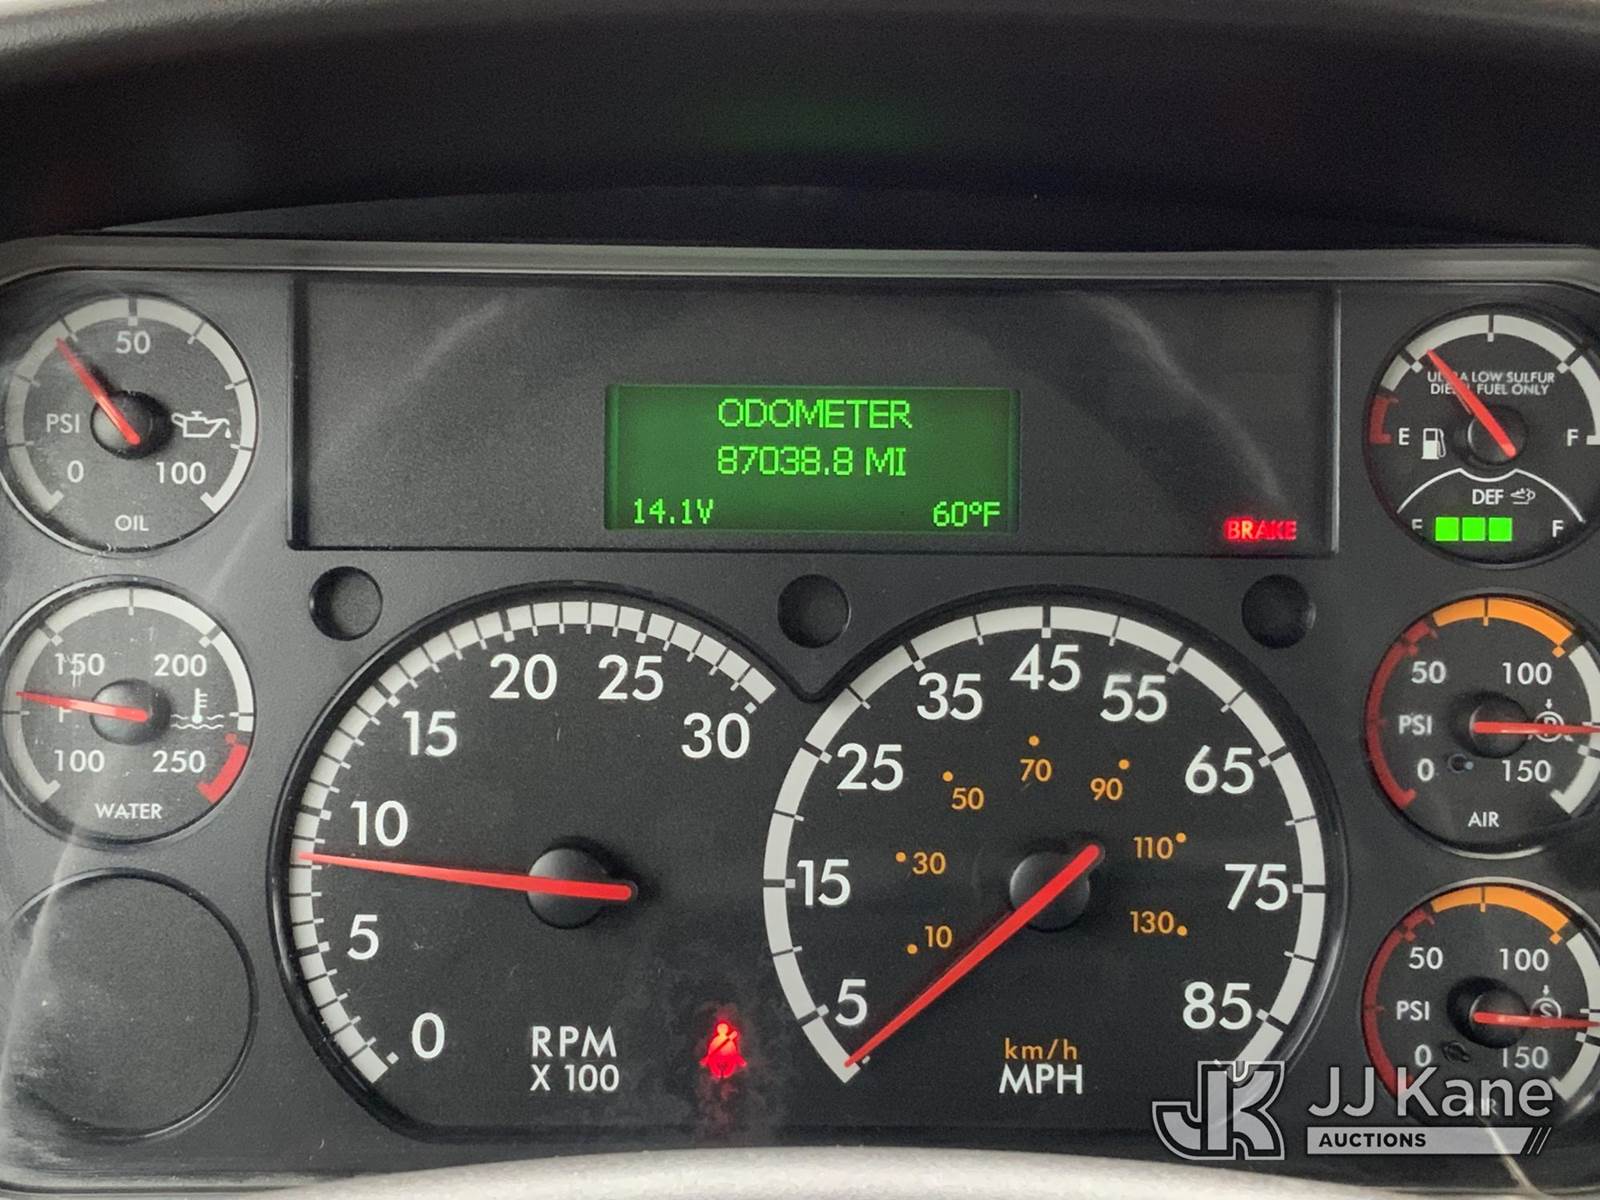 ODOMETER
87038.8 MI
14.1V 60°F
BRAKE
50
PSI
0 100
OIL
150 200
100 250
WATER
0 5 10 15 20 25 30
RPM
X 100
5 15 25 35 45 55 65 75 85
10 30 50 70 90 110 130
km/h
MPH
LOW SULFUR
FUEL ONLY
E F
DEF
E F
50 100
PSI P
0 150
AIR
50 100
PSI S
0 150
JK
JJ Kane
AUCTIONS